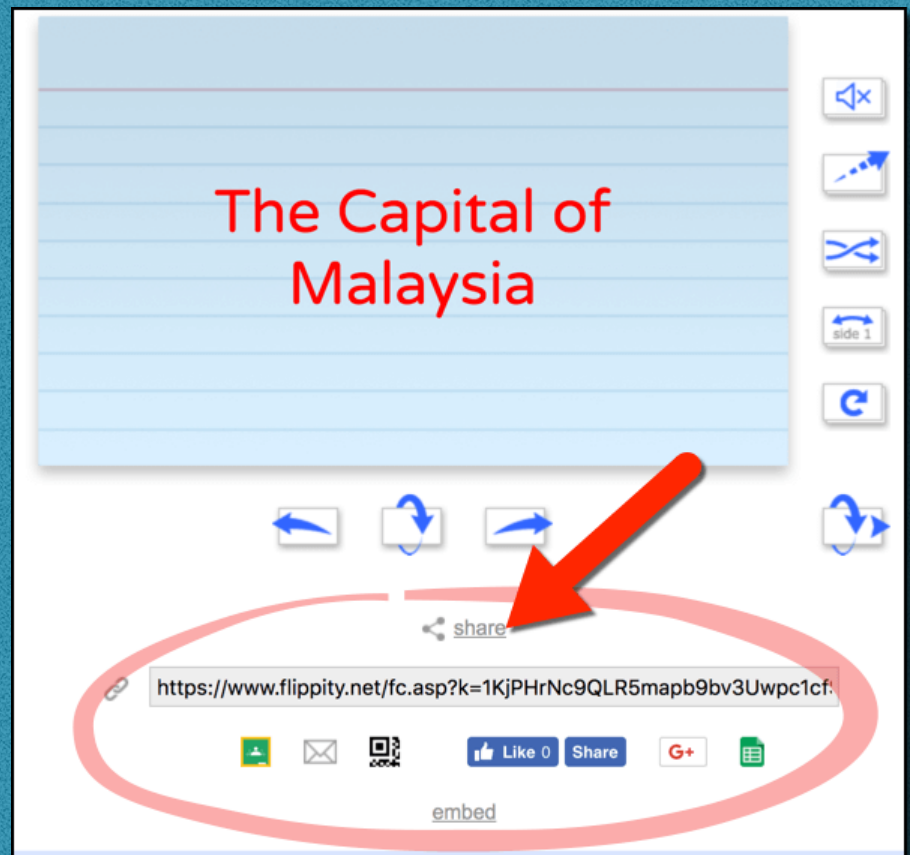 The Capital of
Malaysia
side 1
share
https://www.flippity.net/fc.asp?k=1KjPHrNc9QLR5mapb9bv3Uwpc1cf
Like 0 Share G+
embed